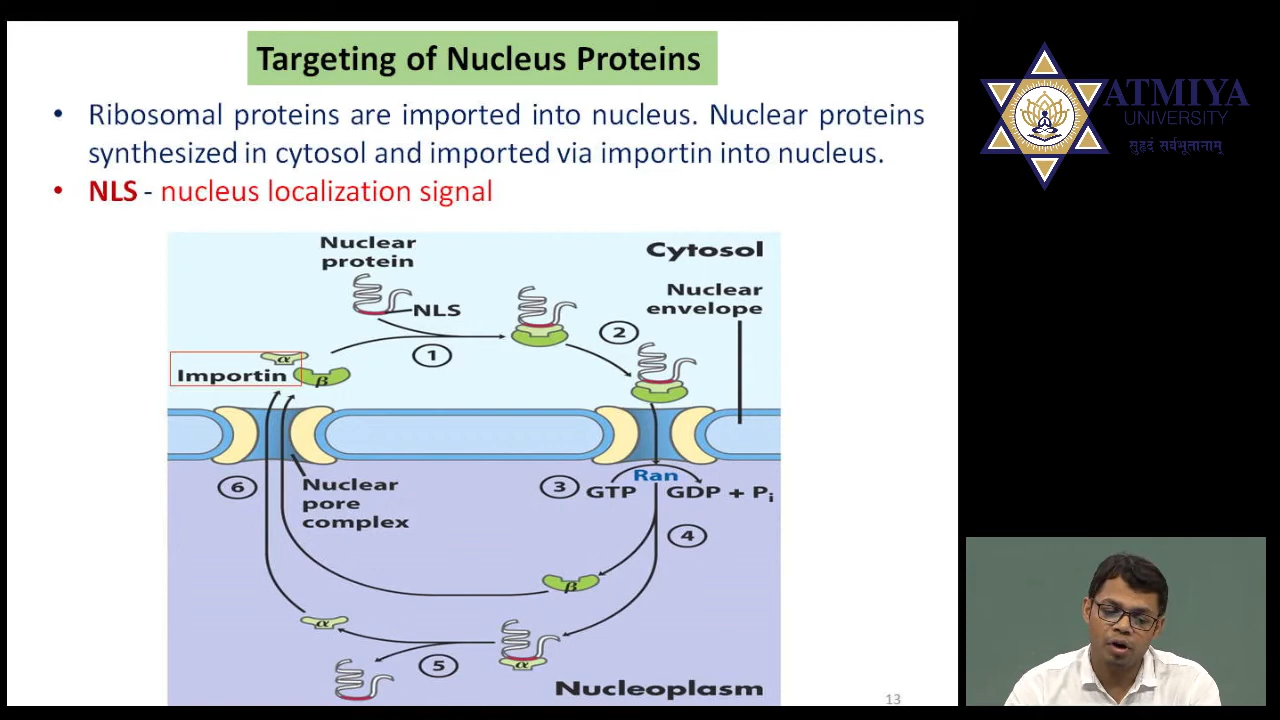 Targeting of Nucleus Proteins
• Ribosomal proteins are imported into nucleus. Nuclear proteins
synthesized in cytosol and imported via importin into nucleus.
• NLS - nucleus localization signal
Nuclear
protein
Cytosol
Nuclear
envelope
NLS
1
2
α
Importin
β
Ran
6
Nuclear
pore
complex
3
GTP
GDP + Pi
4
β
α
5
α
Nucleoplasm
13
ATMIYA
UNIVERSITY
सुहृदं सर्वभूतानाम्